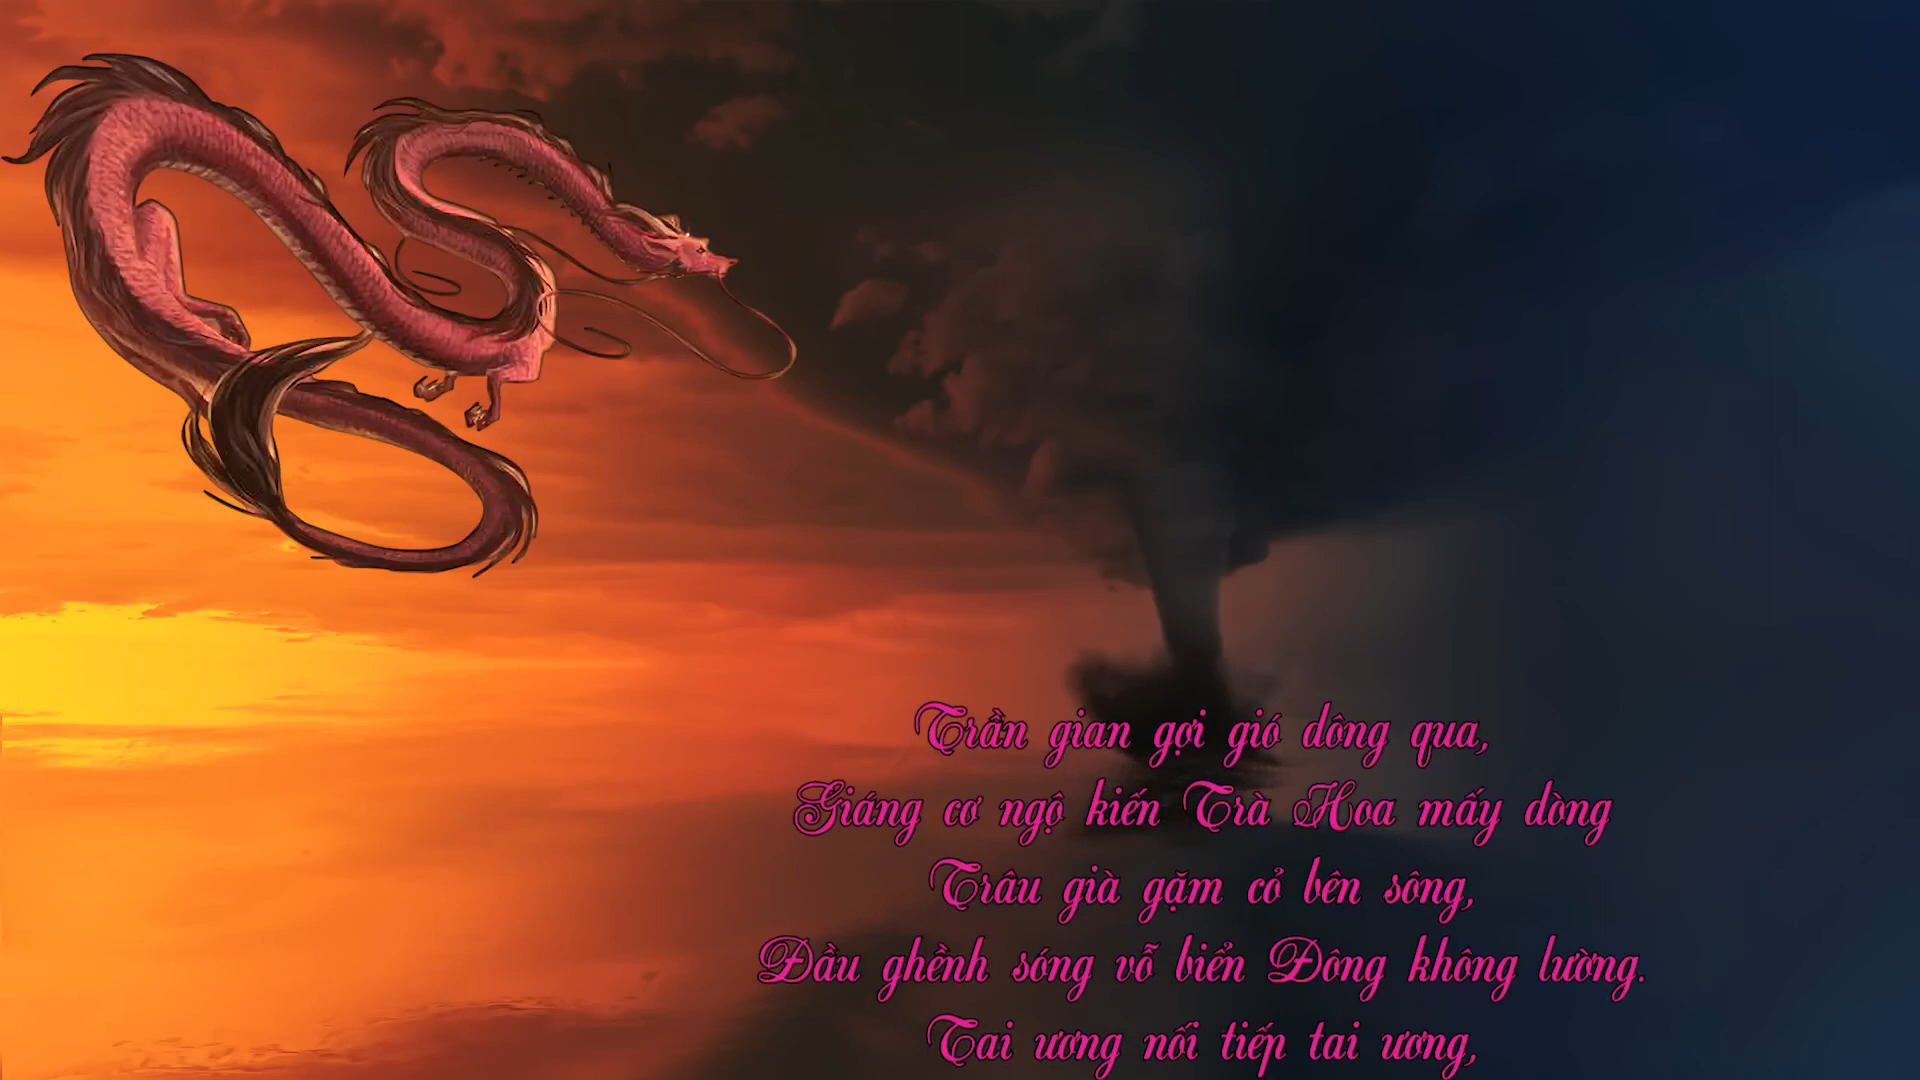 Trần gian gợi gió dông qua,
Giáng cơ ngộ kiến Trà Hoa mấy dòng
Trâu già gặm cỏ bên sông,
Đầu ghềnh sóng vỗ biển Đông không lường.
Tai ương nối tiếp tai ương,